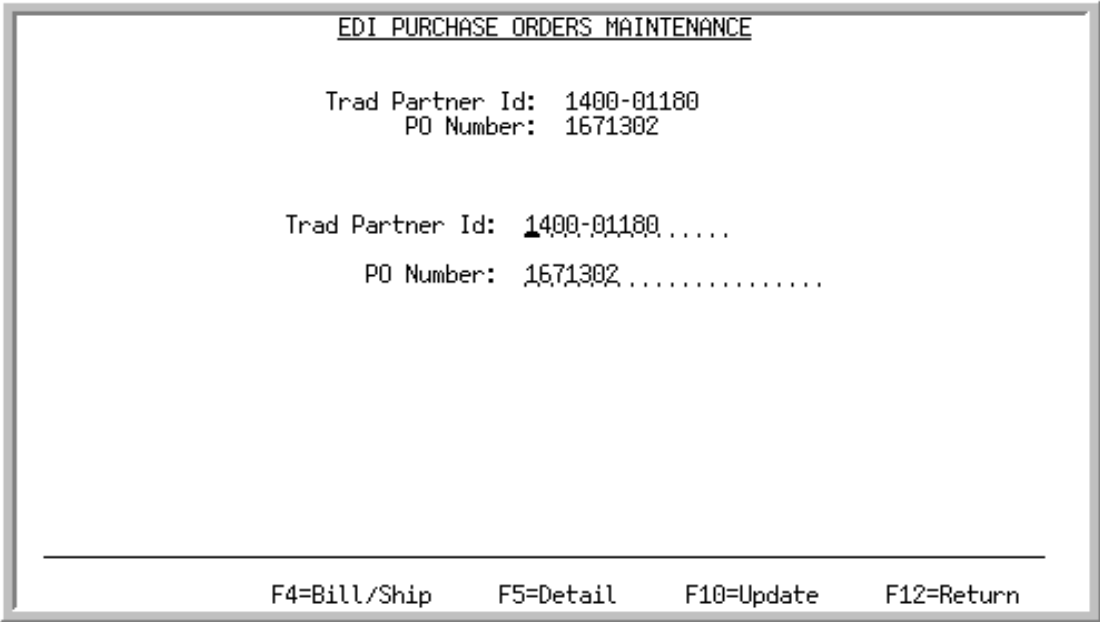 EDI PURCHASE ORDERS MAINTENANCE
Trad Partner Id: 1400-01180
PO Number: 1671302
Trad Partner Id: 1400-01180......
PO Number: 1671302...............
F4=Bill/Ship F5=Detail F10=Update F12=Return